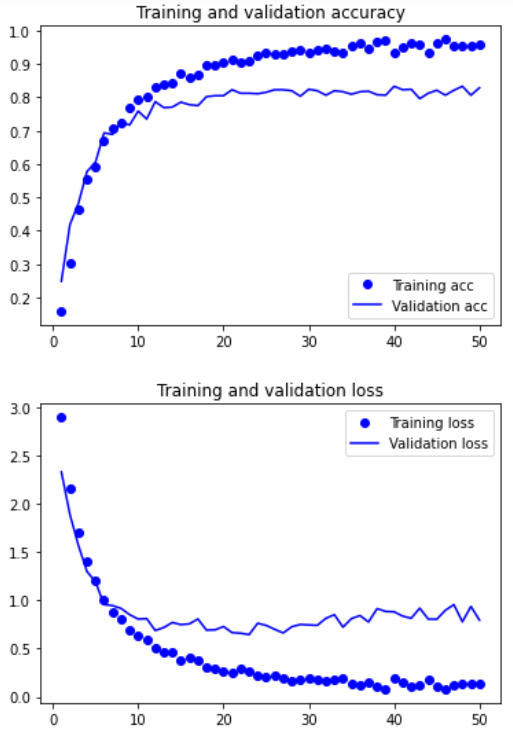 Training and validation accuracy
1.0
0.9
0.8
0.7
0.6
0.5
0.4
0.3
0.2
Training acc
Validation acc
0 10 20 30 40 50
Training and validation loss
3.0
2.5
2.0
1.5
1.0
0.5
0.0
Training loss
Validation loss
0 10 20 30 40 50